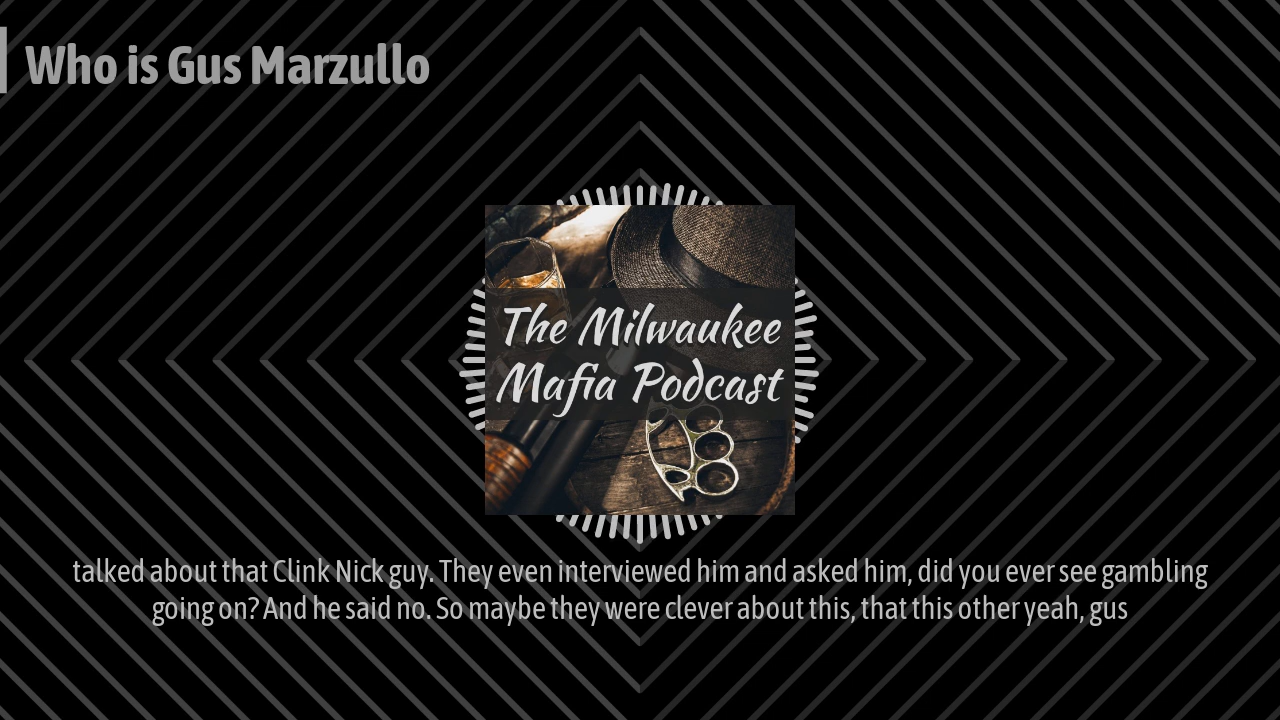 Who is Gus Marzullo
The Milwaukee
Mafia Podcast
talked about that Clink Nick guy. They even interviewed him and asked him, did you ever see gambling
going on? And he said no. So maybe they were clever about this, that this other yeah, gus